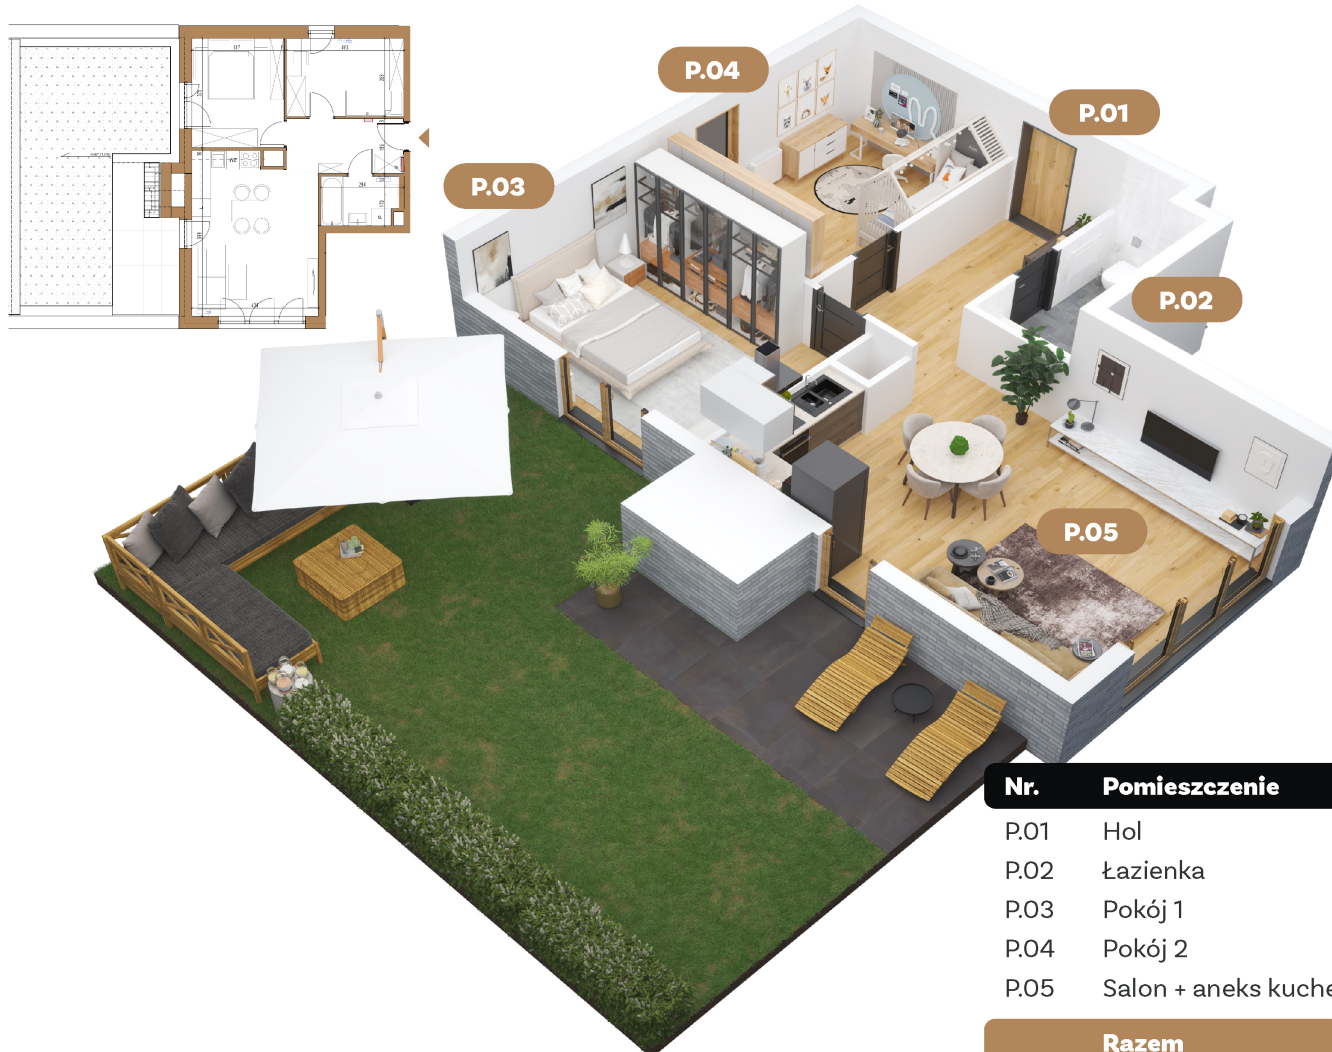 P.04
P.01
P.03
P.02
P.05
Nr. Pomieszczenie
P.01 Hol
P.02 Łazienka
P.03 Pokój 1
P.04 Pokój 2
P.05 Salon + aneks kuche
Razem